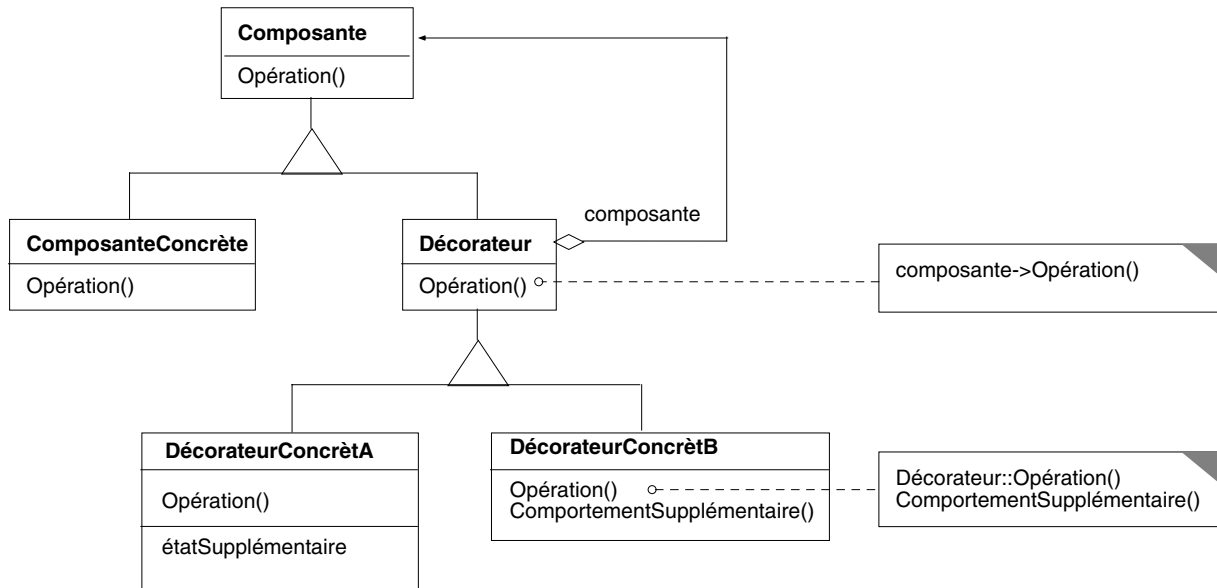 Composante
Opération()
composante
ComposanteConcrète
Opération()
Décorateur
Opération()
composante->Opération()
DécorateurConcrètA
Opération()
étatSupplémentaire
DécorateurConcrètB
Opération()
ComportementSupplémentaire()
Décorateur::Opération()
ComportementSupplémentaire()